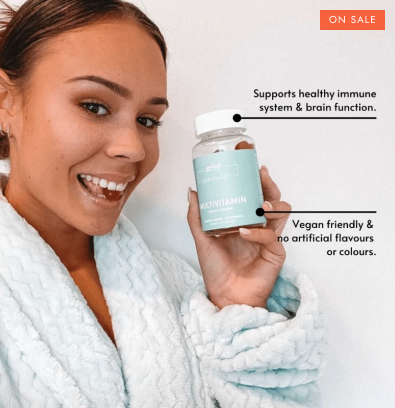 ON SALE
Supports healthy immune
system & brain function.
MULTIVITAMIN
Vegan friendly &
no artificial flavours
or colours.